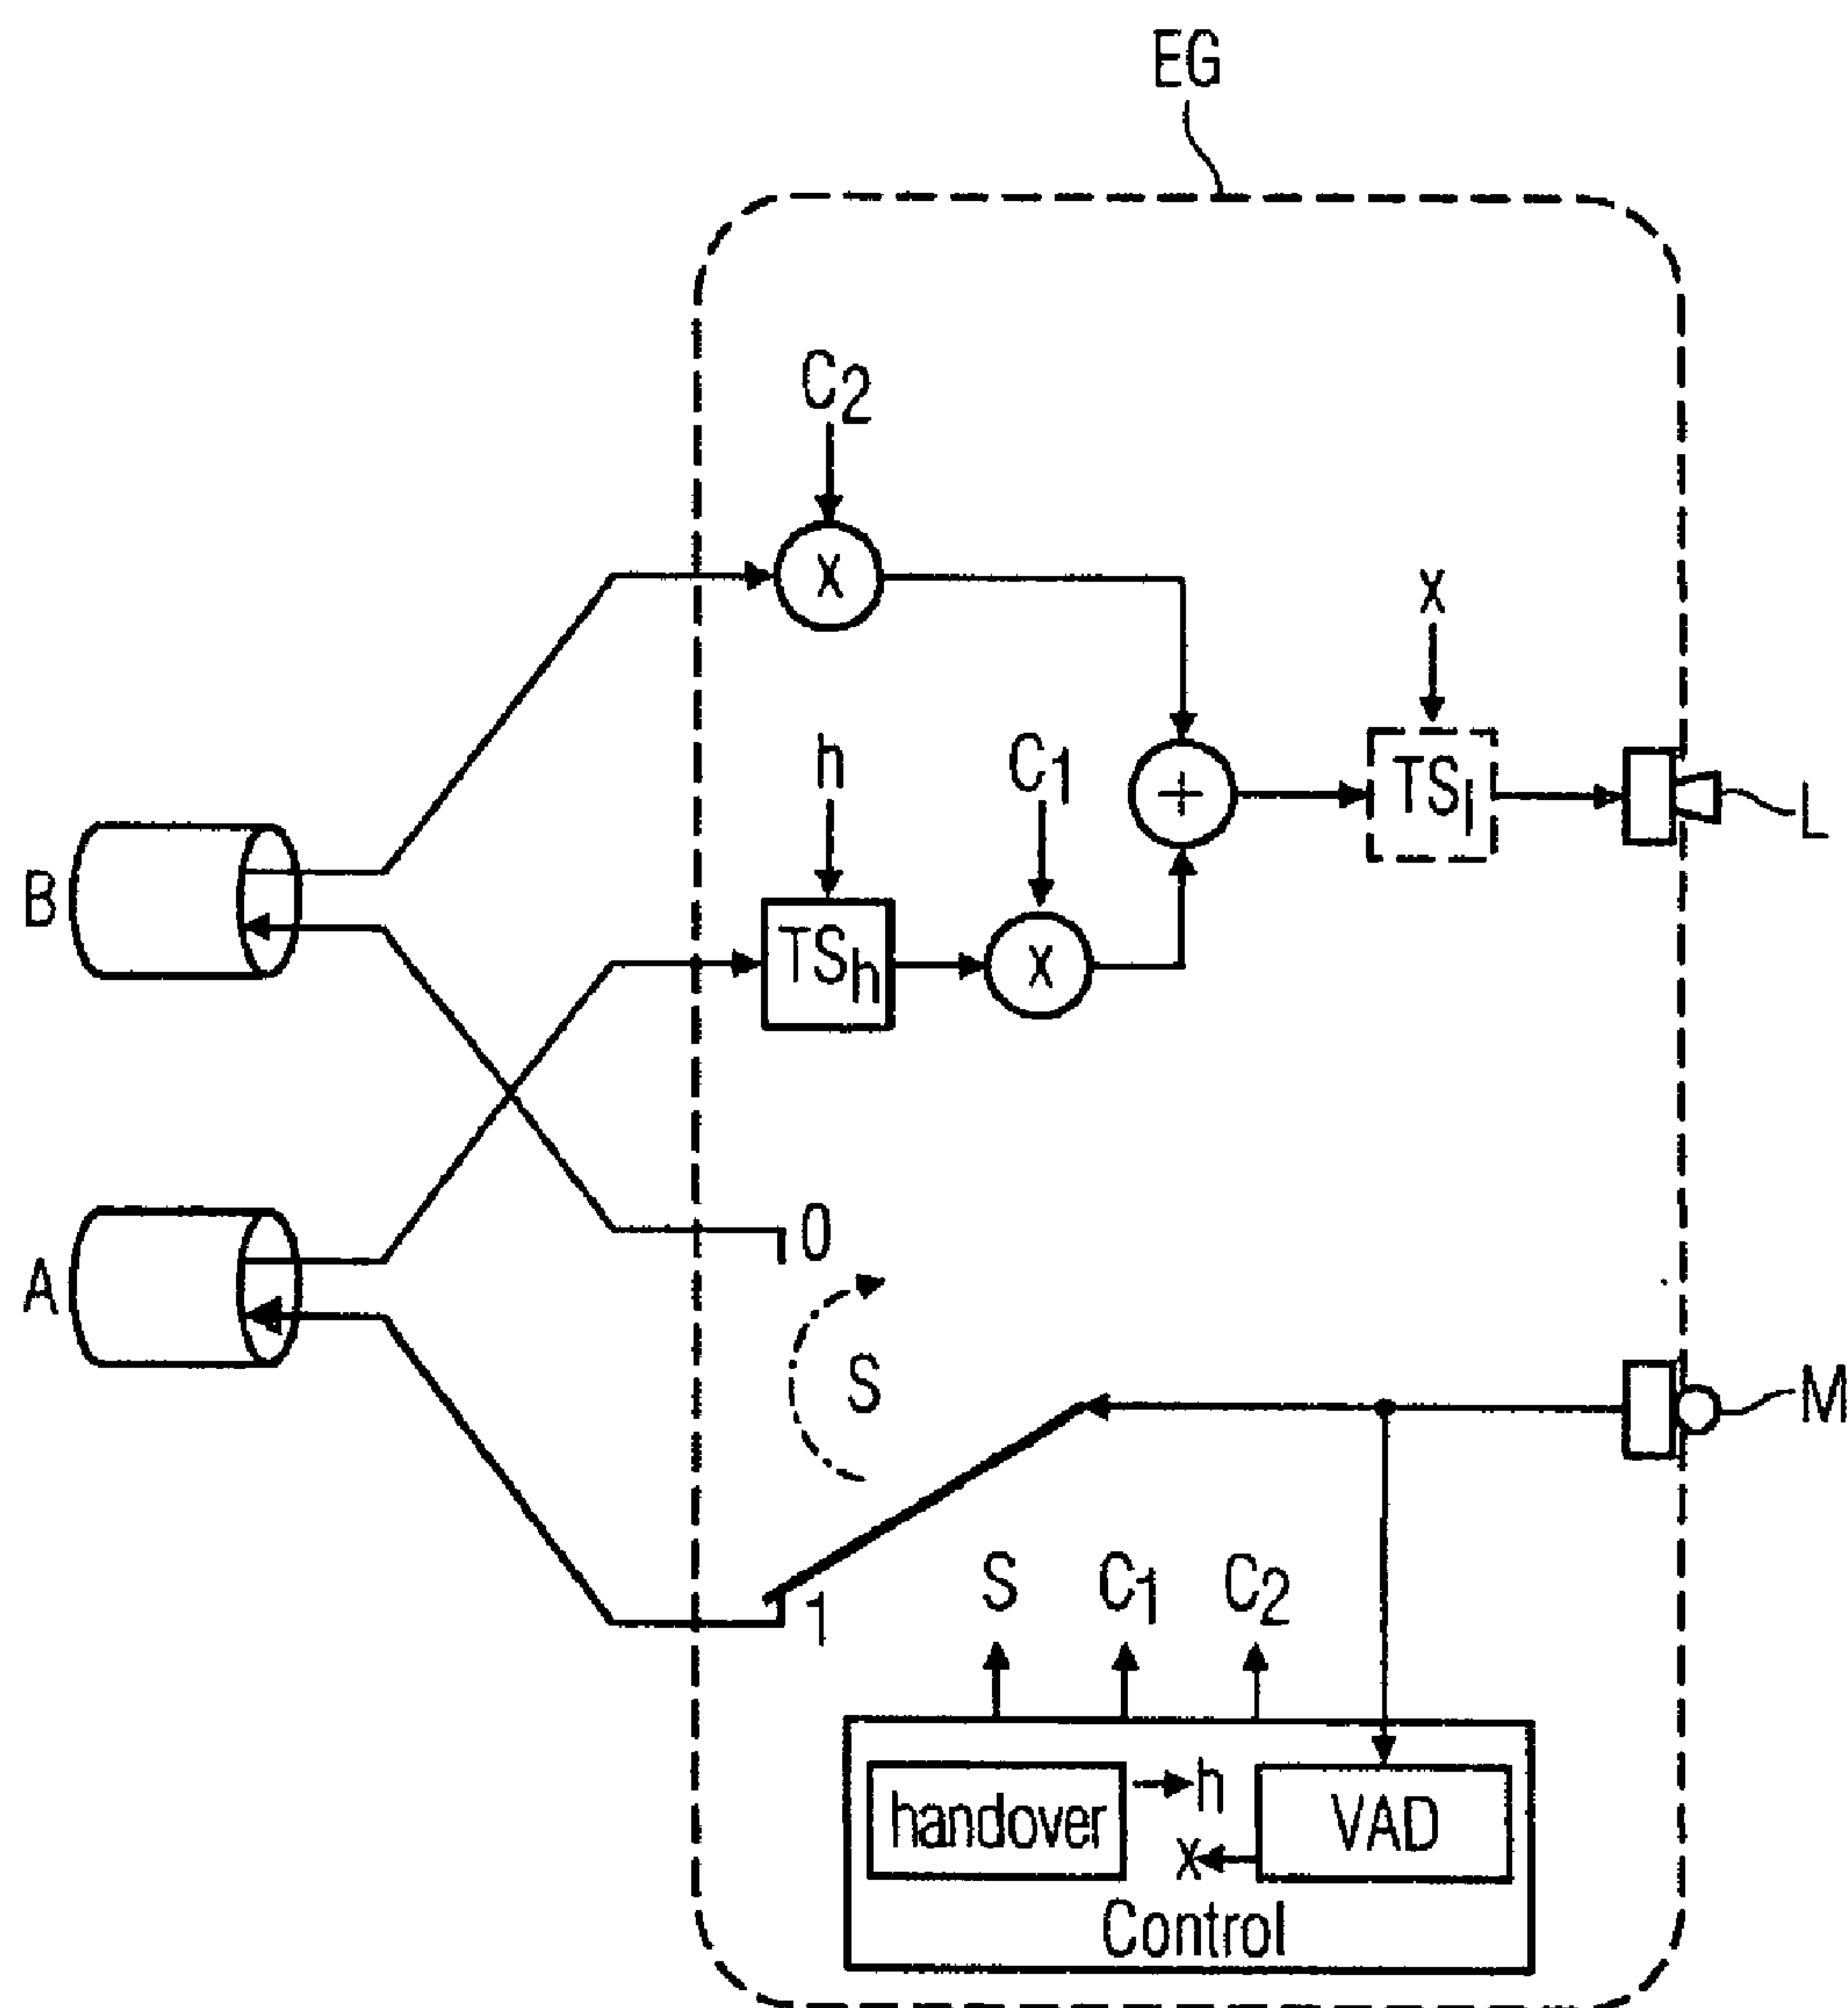 EG
C2
X
x
h
C1
+
TSl
L
B
TSh
X
0
A
S
M
1
S
C1
C2
handover
h
VAD
x
Control